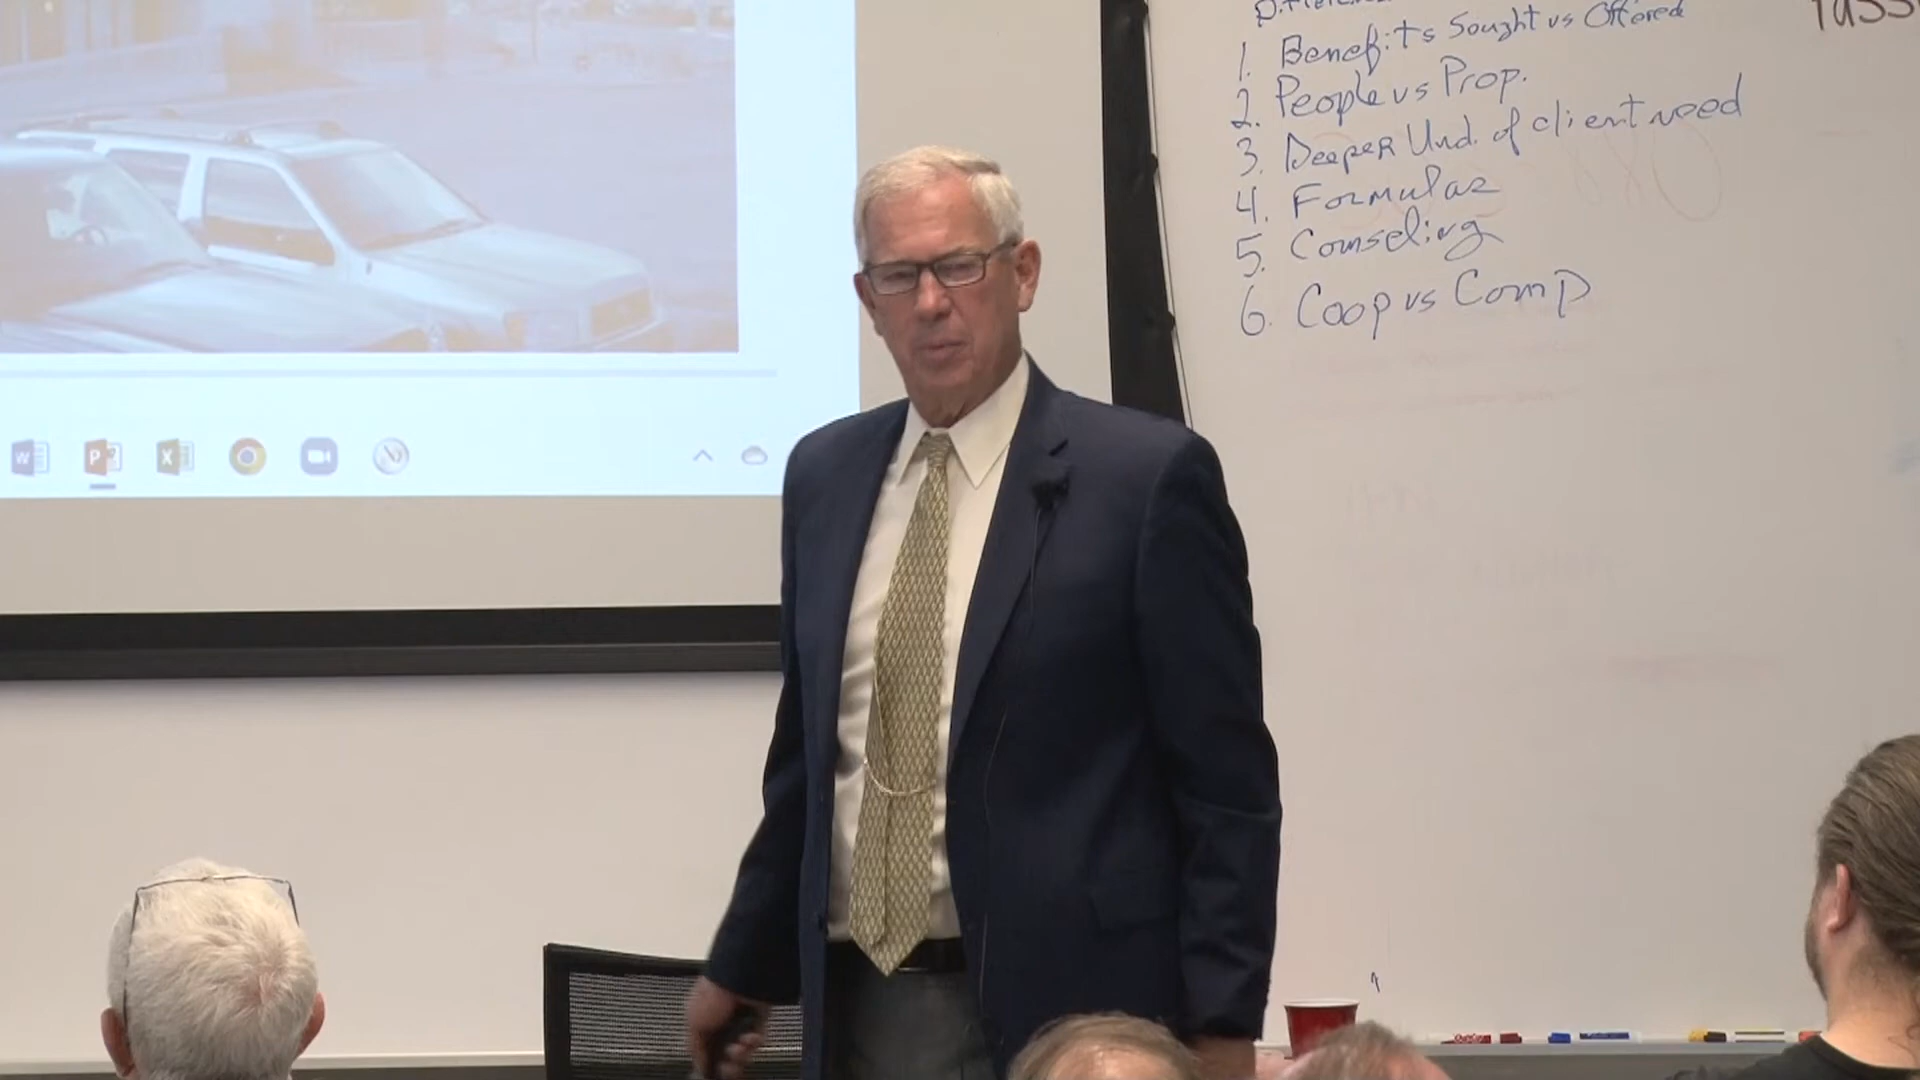 1. Benefits Sought vs Offered
2. People vs Prop.
3. Deeper Und. of client need
4. Formulas
5. Counseling
6. Coop vs Comp
W
P
X